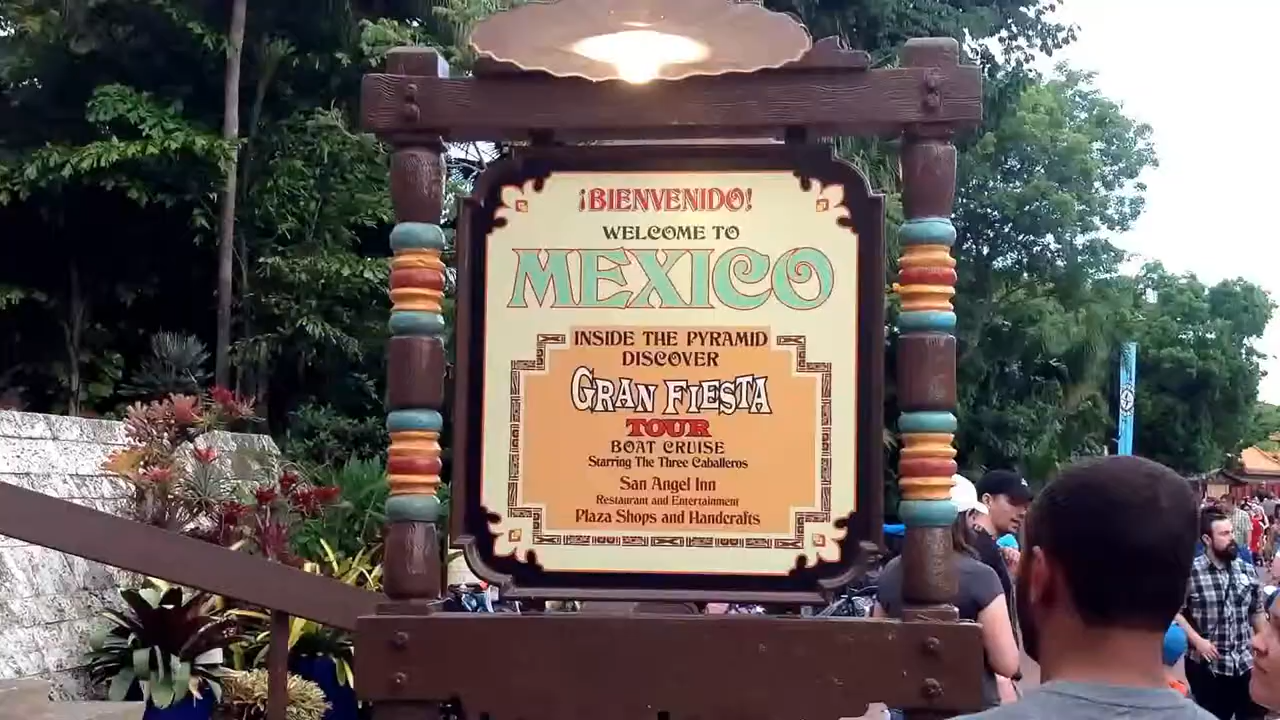 ¡BIENVENIDO!
WELCOME TO
MEXICO
INSIDE THE PYRAMID
DISCOVER
GRAN FIESTA
TOUR
BOAT CRUISE
Starring The Three Caballeros
San Angel Inn
Restaurant and Entertainment
Plaza Shops and Handcrafts